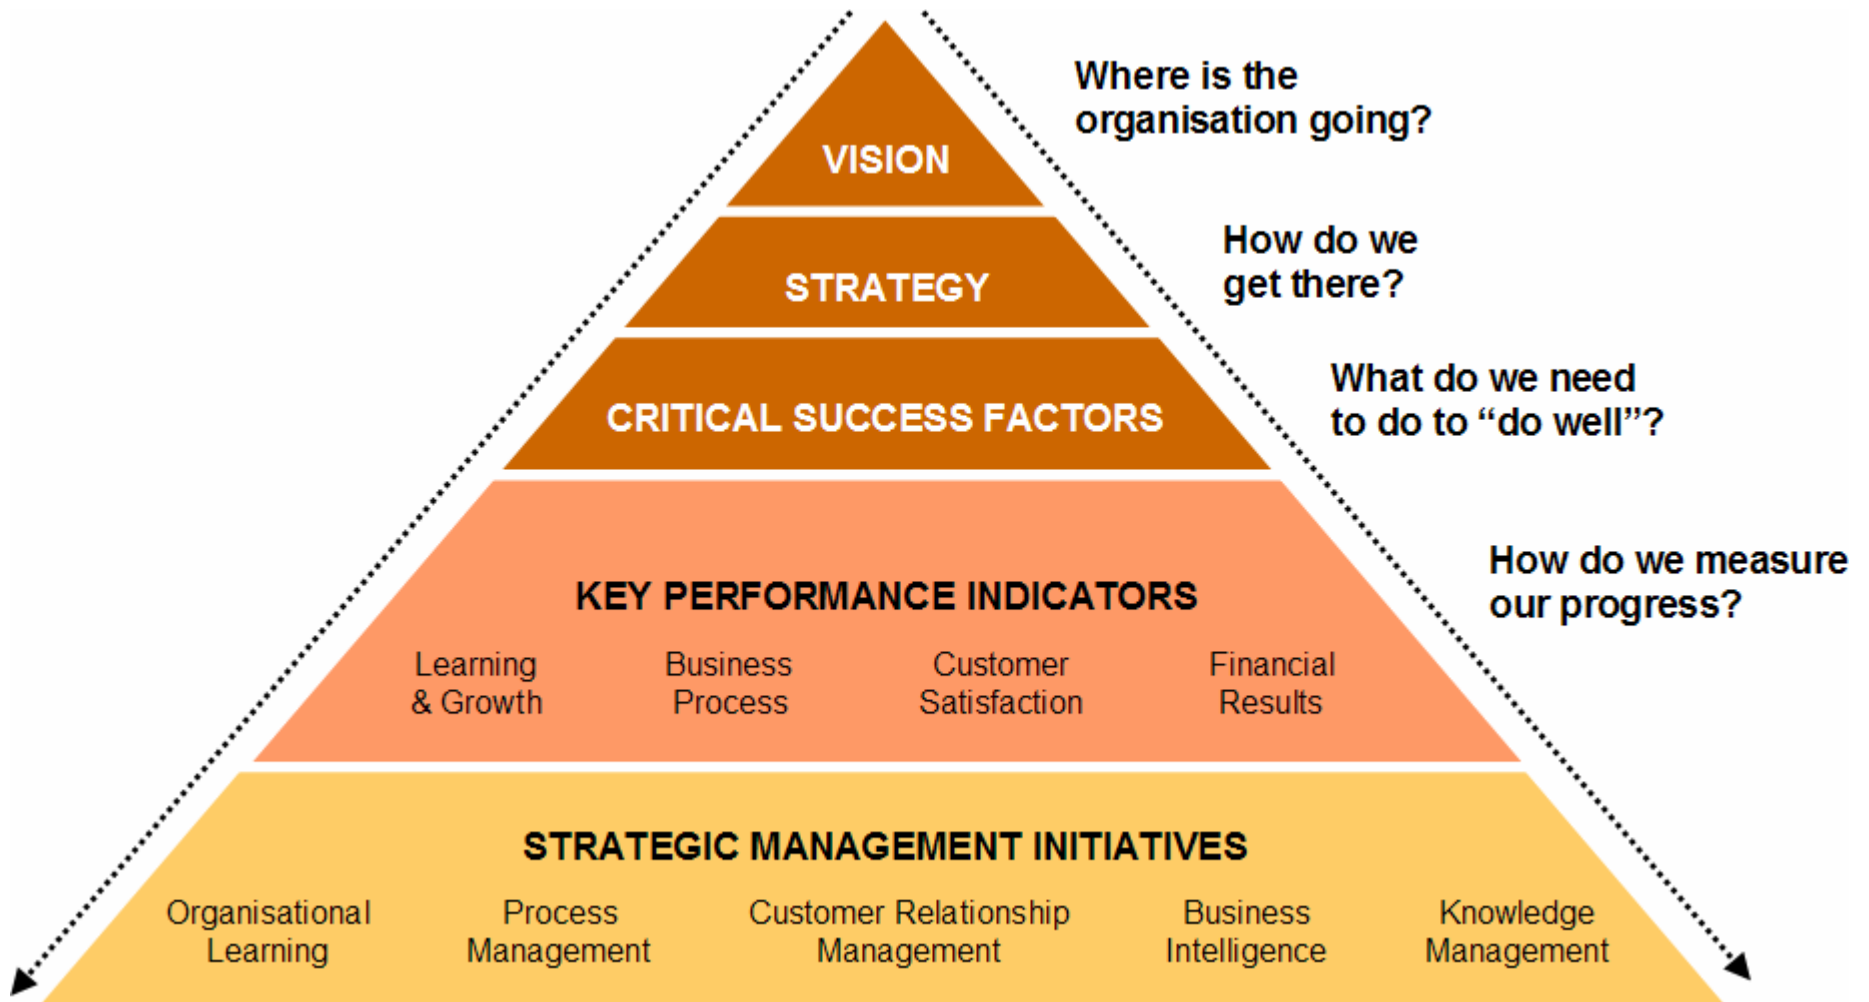 Where is the
organisation going?
VISION
How do we
get there?
STRATEGY
What do we need
to do to “do well”?
CRITICAL SUCCESS FACTORS
How do we measure
our progress?
KEY PERFORMANCE INDICATORS
Learning
& Growth
Business
Process
Customer
Satisfaction
Financial
Results
STRATEGIC MANAGEMENT INITIATIVES
Organisational
Learning
Process
Management
Customer Relationship
Management
Business
Intelligence
Knowledge
Management